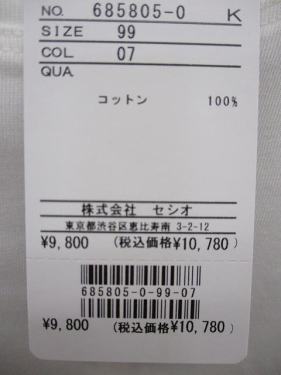 NO. 685805-0 K
SIZE 99
COL 07
QUA
コットン 100%
株式会社 セシオ
東京都渋谷区恵比寿南 3-2-12
¥9,800 (税込価格¥10,780)
685805-0-99-07
¥9,800 (税込価格¥10,780)